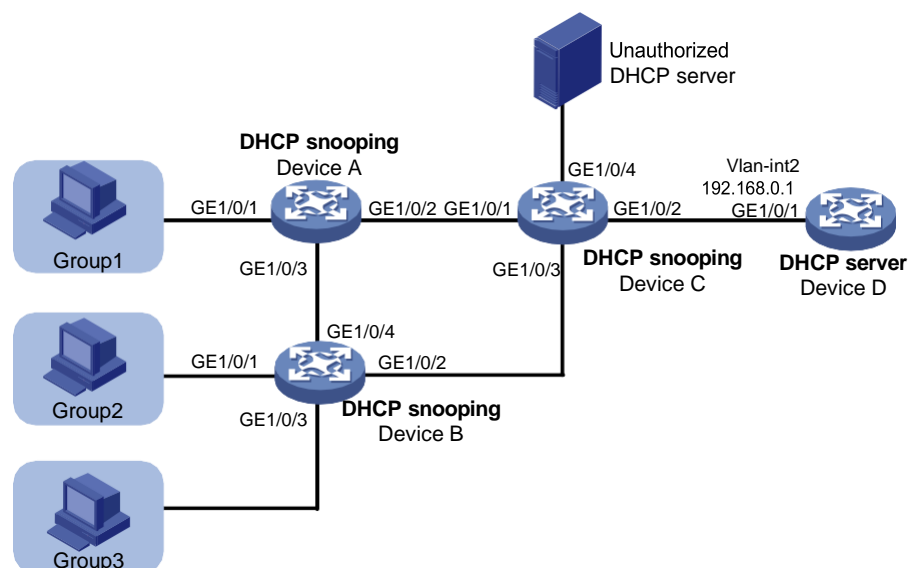 Unauthorized
DHCP server
DHCP snooping
Device A
GE1/0/4
Vlan-int2
192.168.0.1
GE1/0/1
GE1/0/2
GE1/0/1
GE1/0/2
GE1/0/1
Group1
GE1/0/3
GE1/0/3
DHCP snooping
Device C
DHCP server
Device D
GE1/0/4
GE1/0/1
GE1/0/2
Group2
GE1/0/3
DHCP snooping
Device B
Group3